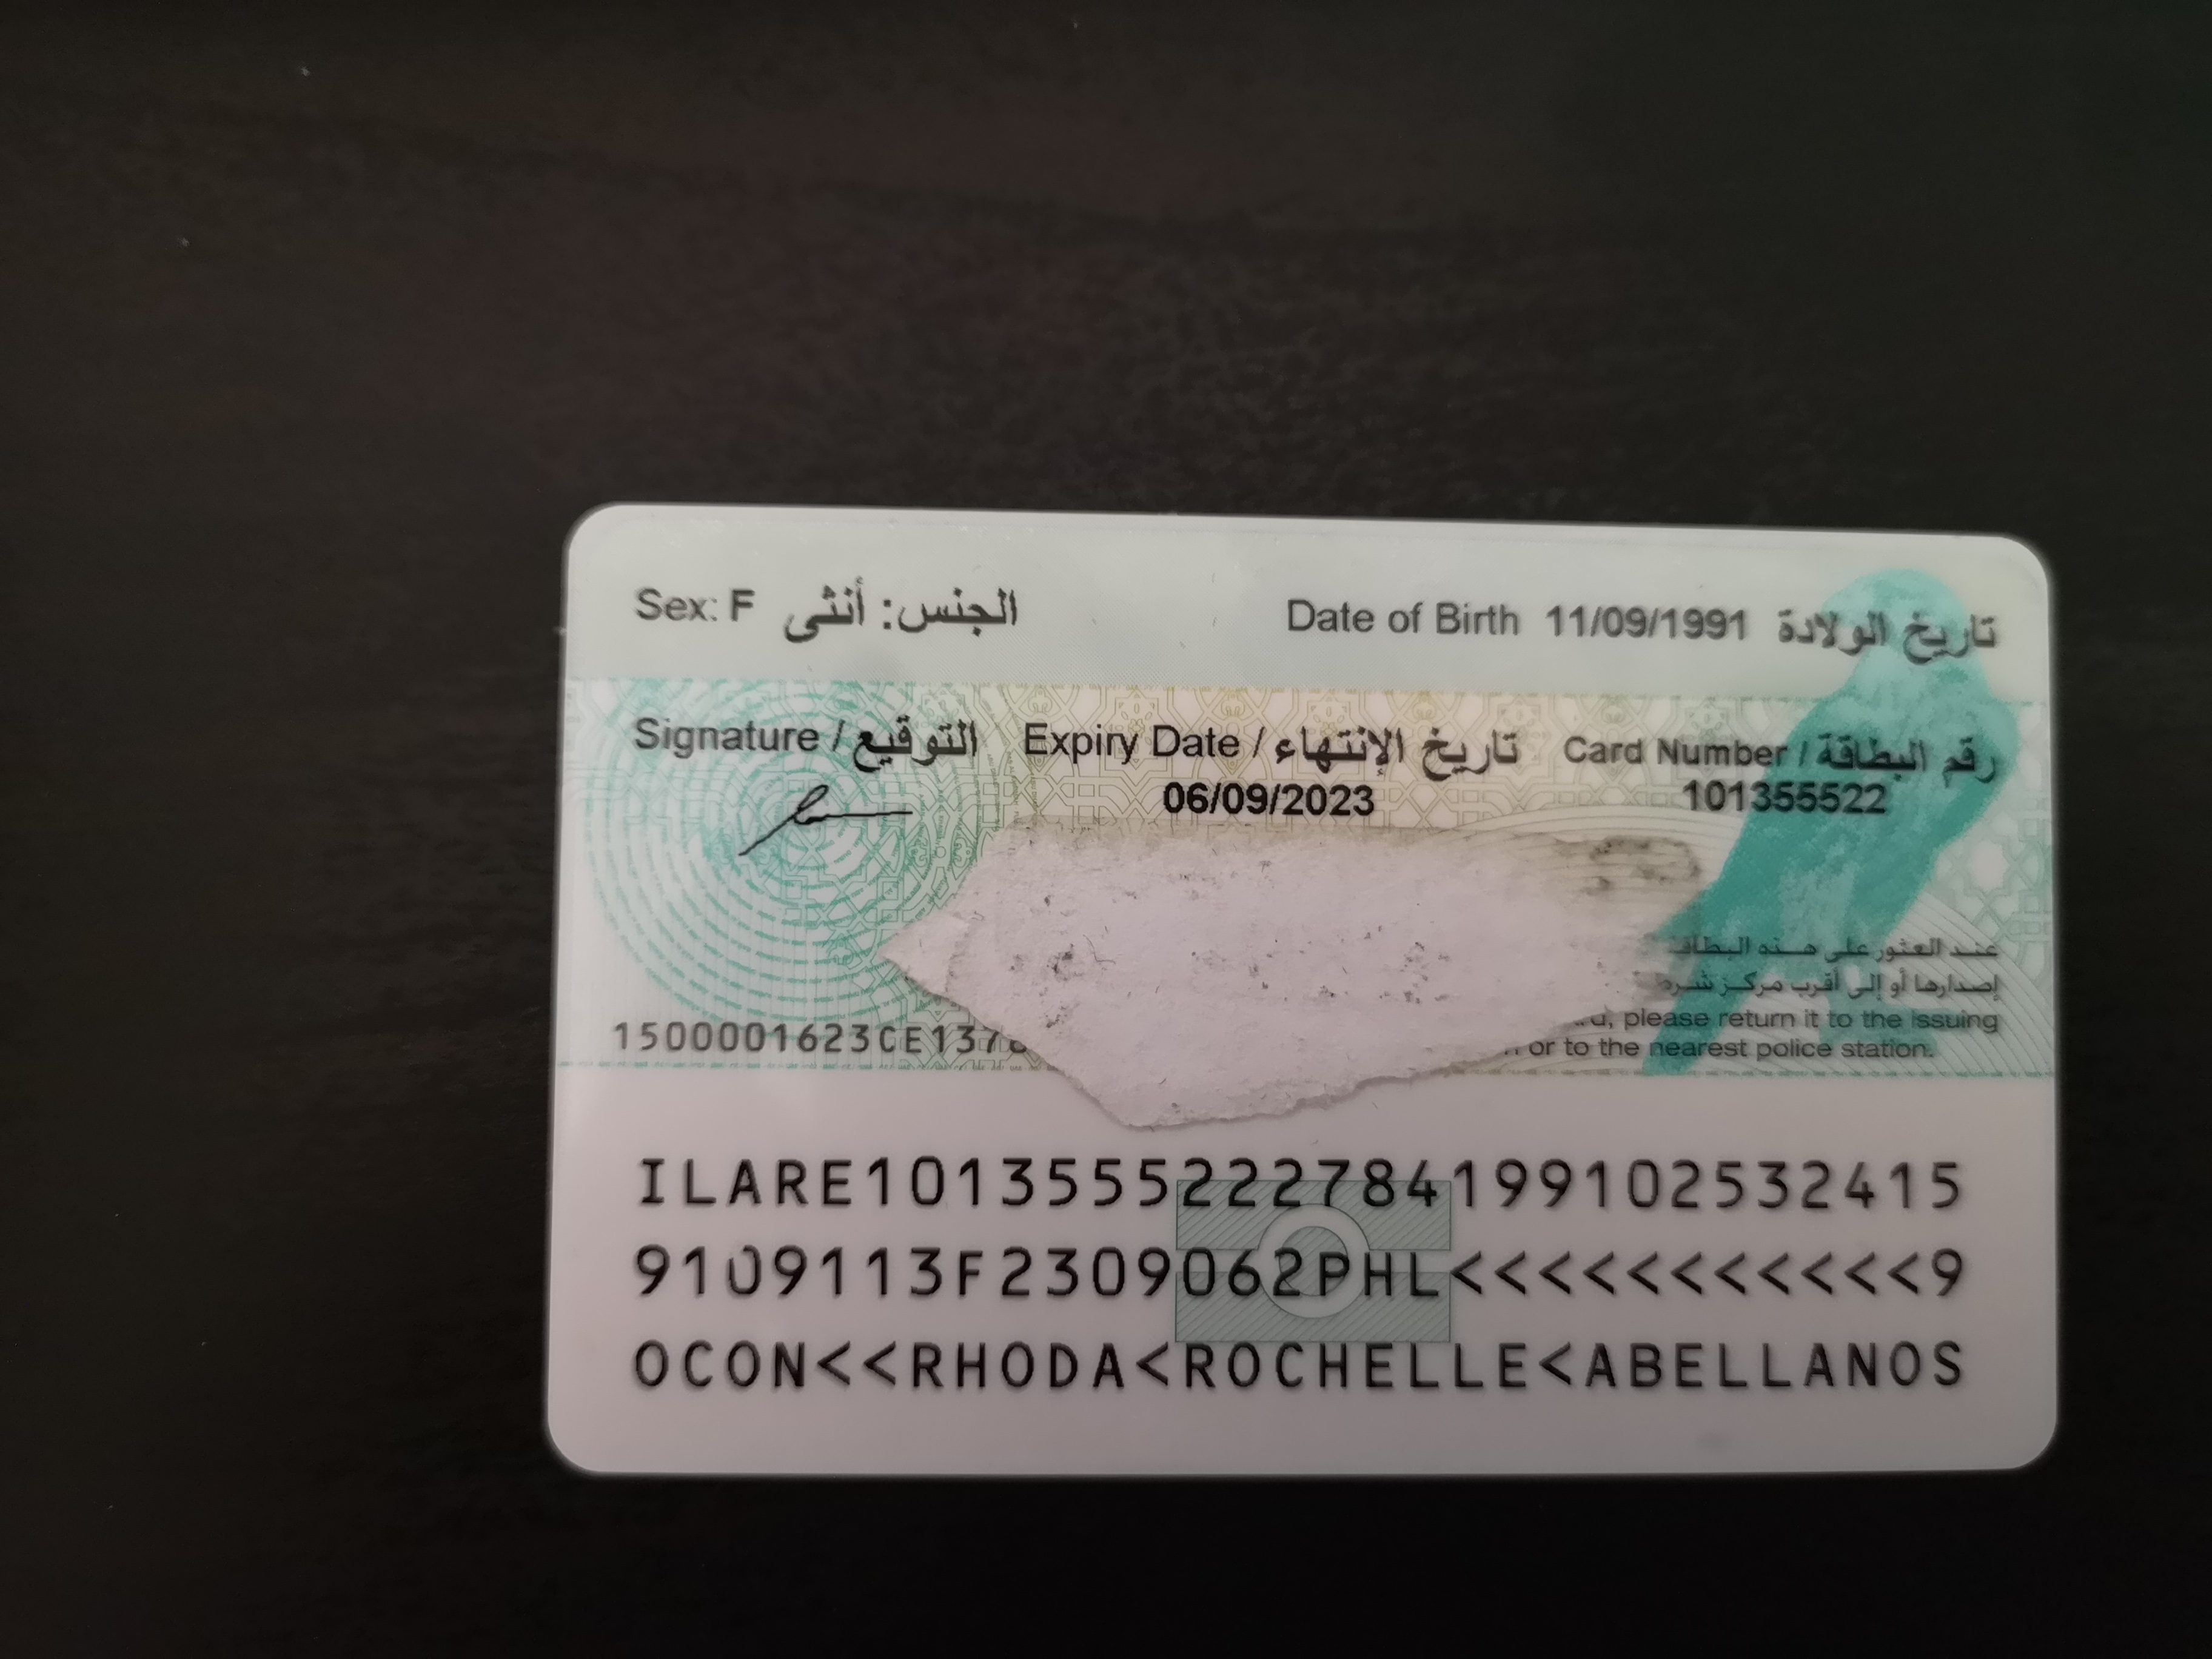 Sex: F الجنس: أنثى
Date of Birth 11/09/1991 تاريخ الولادة
Signature / التوقيع
Expiry Date / تاريخ الإنتهاء
06/09/2023
Card Number / رقم البطاقة
101355522
عند العثور على هذه
إصدارها أو إلى أقرب مركز
please return it to the issuing
or to the nearest police station.
1500001623CE137
ILARE1013555222784199102532415
9109113F2309062PHL<<<<<<<<<<<9
OCON<<RHODA<ROCHELLE<ABELLANOS